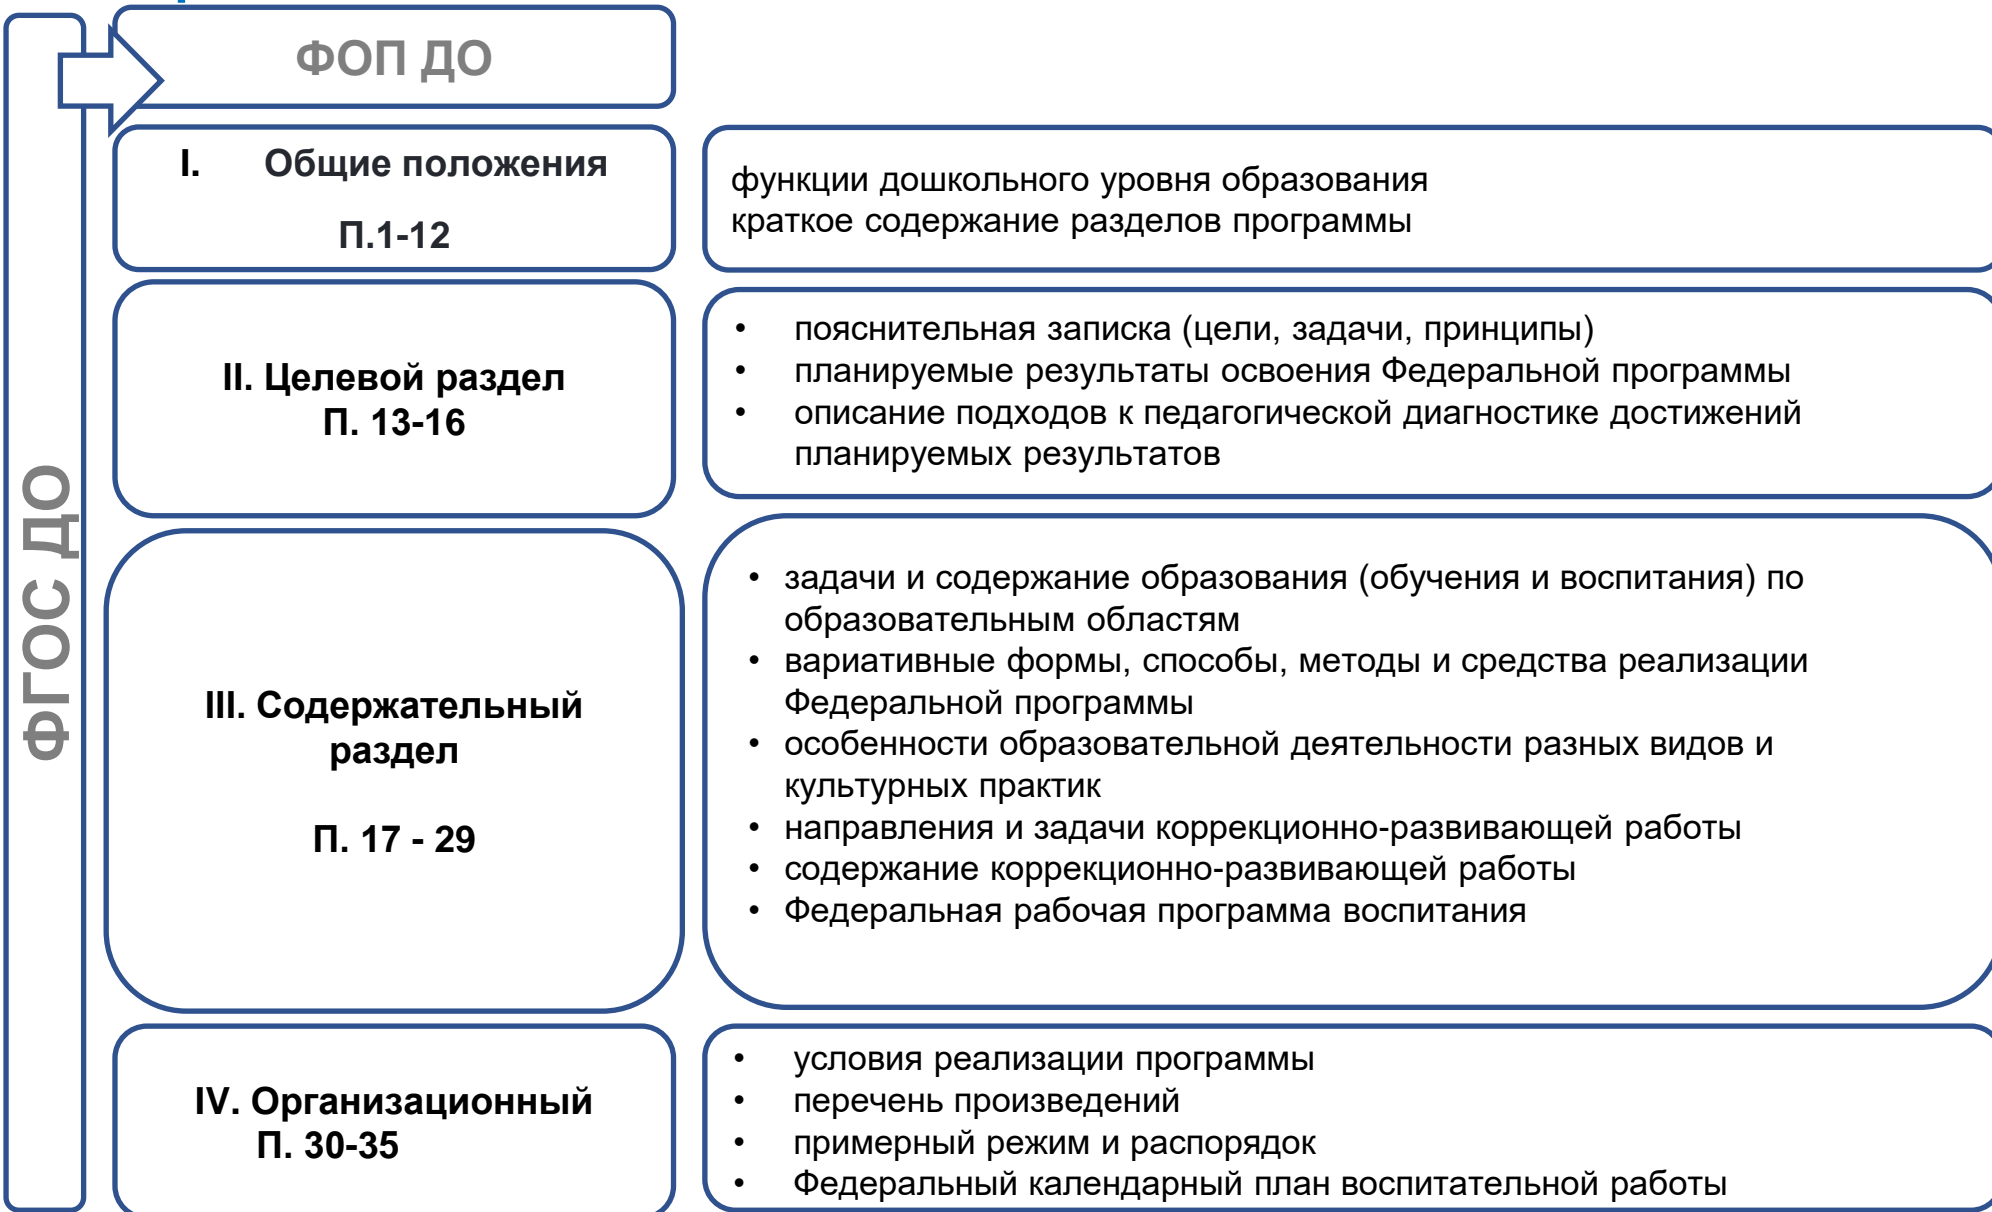 ФОП ДО
ФГОС ДО
I. Общие положения
П.1-12
функции дошкольного уровня образования
краткое содержание разделов программы
II. Целевой раздел
П. 13-16
• пояснительная записка (цели, задачи, принципы)
• планируемые результаты освоения Федеральной программы
• описание подходов к педагогической диагностике достижений
планируемых результатов
III. Содержательный
раздел
П. 17 - 29
• задачи и содержание образования (обучения и воспитания) по
образовательным областям
• вариативные формы, способы, методы и средства реализации
Федеральной программы
• особенности образовательной деятельности разных видов и
культурных практик
• направления и задачи коррекционно-развивающей работы
• содержание коррекционно-развивающей работы
• Федеральная рабочая программа воспитания
IV. Организационный
П. 30-35
• условия реализации программы
• перечень произведений
• примерный режим и распорядок
• Федеральный календарный план воспитательной работы